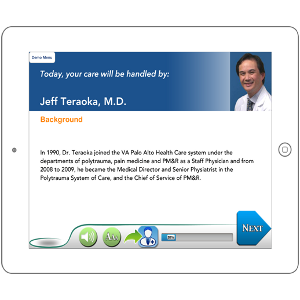 Demo Menu
Today, your care will be handled by:
Jeff Teraoka, M.D.
Background
In 1990, Dr. Teraoka joined the VA Palo Alto Health Care system under the
departments of polytrauma, pain medicine and PM&R as a Staff Physician and from
2008 to 2009, he became the Medical Director and Senior Physiatrist in the
Polytrauma System of Care, and the Chief of Service of PM&R.
NEXT